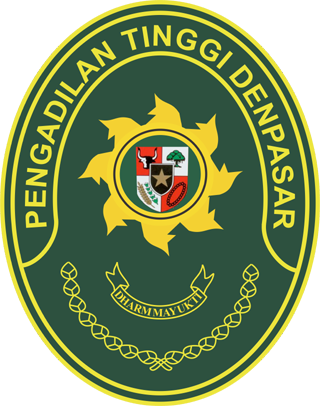 PENGADILAN TINGGI DENPASAR
DHARMMAYUKTI